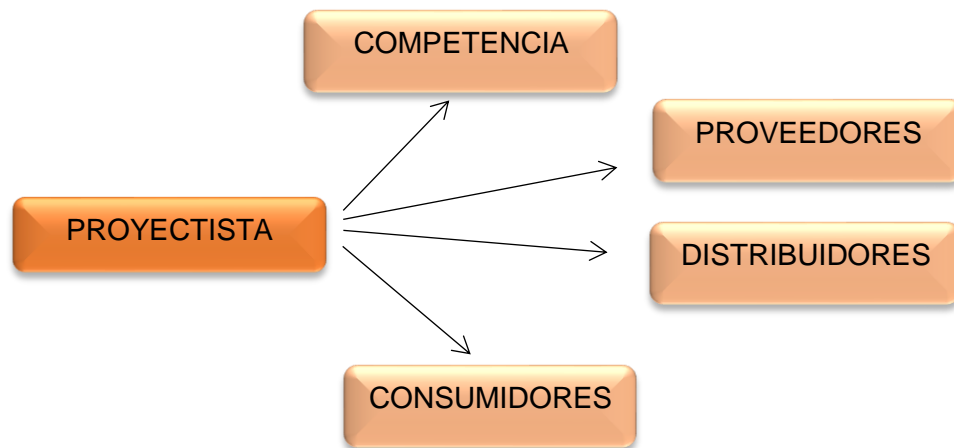 COMPETENCIA
PROVEEDORES
PROYECTISTA
DISTRIBUIDORES
CONSUMIDORES